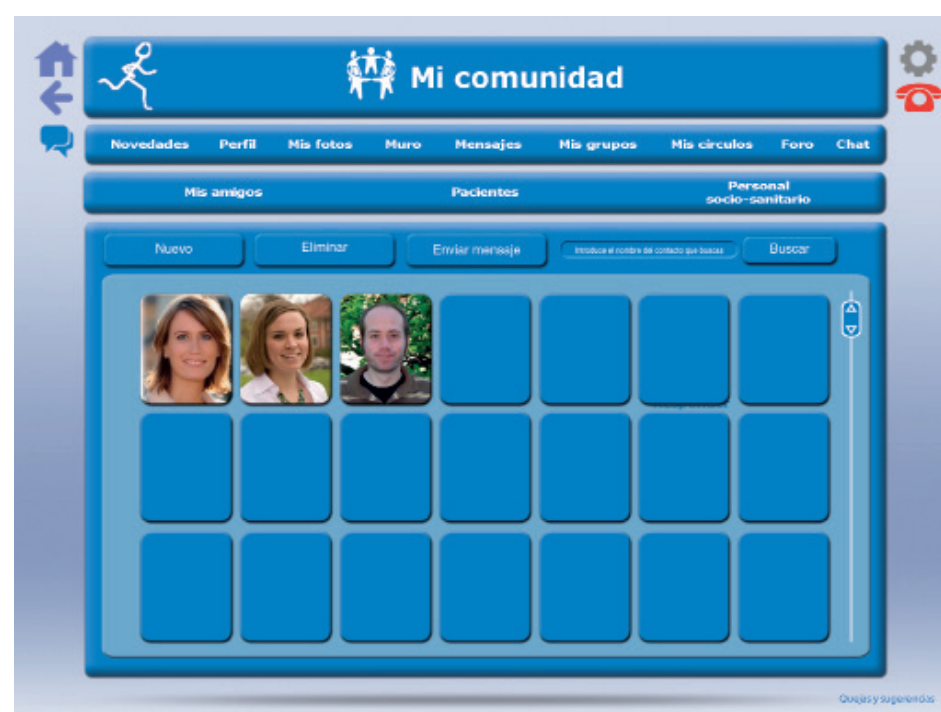 Mi comunidad
Novedades Perfil Mis fotos Muro Mensajes Mis grupos Mis circulos Foro Chat
Mis amigos Pacientes Personal
socio-sanitario
Nuevo Eliminar Enviar mensaje Introduce el nombre del contacto que buscas Buscar
Quejas y sugerencias